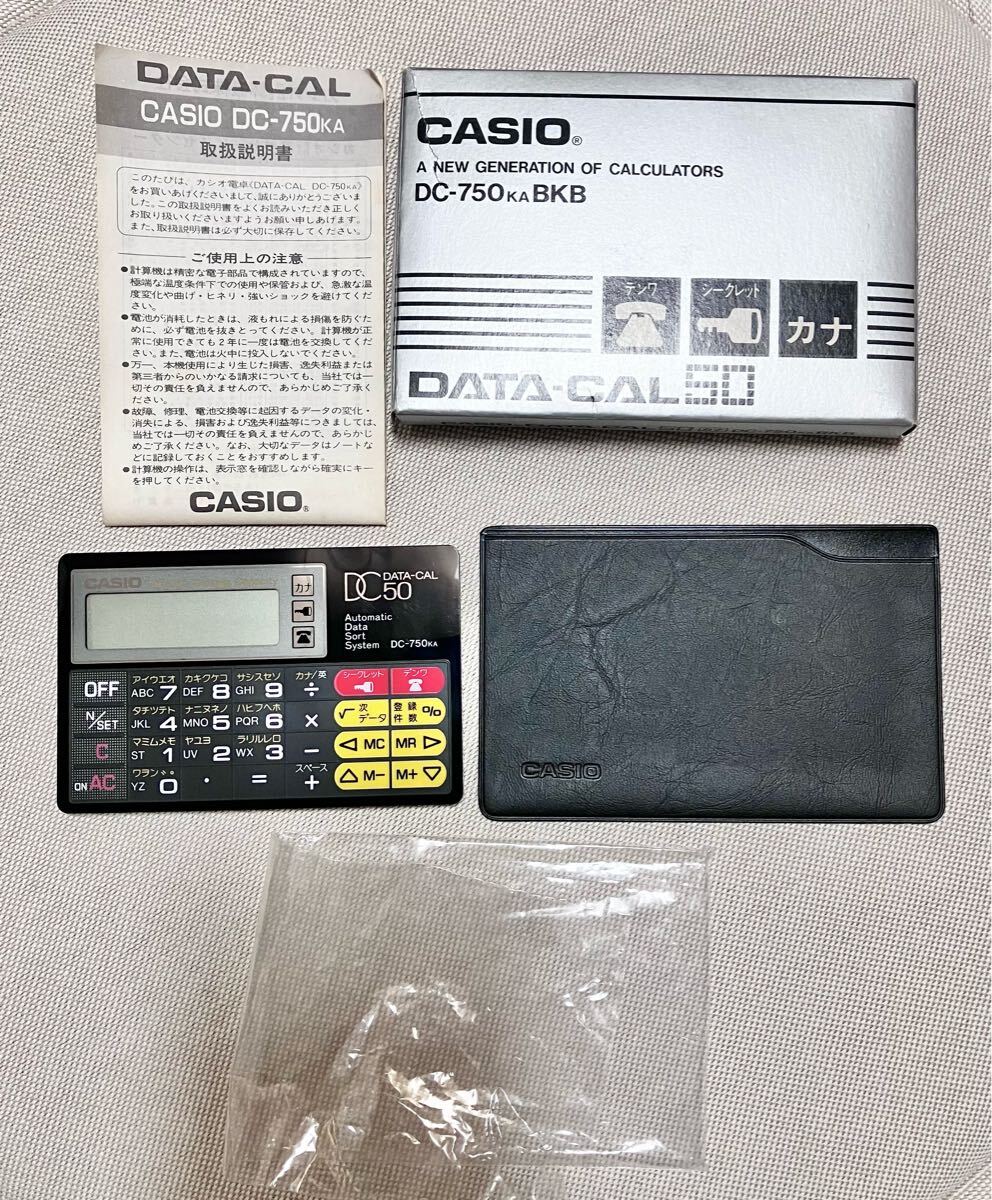 DATA-CAL
CASIO DC-750KA
取扱説明書
このたびは、カシオ電卓《DATA-CAL DC-750KA》
をお買いあげくださいまして、誠にありがとうございま
した。この取扱説明書をよくお読みいただき正しく
お取り扱いくださいますようお願い申しあげます。
また、取扱説明書は必ず大切に保存してください。
ご使用上の注意
●計算機は精密な電子部品で構成されていますので、
極端な温度条件下での使用や保管および、急激な温
度変化や曲げ・ヒネリ・強いショックを避けてくだ
さい。
●電池が消耗したときは、液もれによる損傷を防ぐた
めに、必ず電池を抜きとってください。計算機が正
常に使用できても2年に一度は電池を交換してくだ
さい。また、電池は火中に投入しないでください。
●万一、本機使用により生じた損害、逸失利益または
第三者からのいかなる請求についても、当社では一
切その責任を負えませんので、あらかじめご了承く
ださい。
●故障、修理、電池交換等に起因するデータの変化・
消失による、損害および逸失利益等につきましては、
当社では一切その責任を負えませんので、あらかじ
めご了承ください。なお、大切なデータはノートな
どに記録しておくことをおすすめします。
●計算機の操作は、表示窓を確認しながら確実にキー
を押してください。
CASIO®
CASIO®
A NEW GENERATION OF CALCULATORS
DC-750KA BKB
テンワ シークレット カナ
DATA-CAL 50
CASIO
カナ
DC DATA-CAL 50
Automatic
Data
Sort
System DC-750KA
OFF アイウエオ カキクケコ サシスセソ カナ/英 シークレット デンワ
ABC 7 DEF 8 GHI 9 ÷
N/SET タチツテト ナニヌネノ ハヒフヘホ √ 次データ 登録件数 %
JKL 4 MNO 5 PQR 6 ×
C マミムメモ ヤユヨ ラリルレロ ◁ MC MR ▷
ST 1 UV 2 WX 3 −
ON AC ワヲン゛゜ スペース △ M− M+ ▽
YZ 0 · = +
CASIO